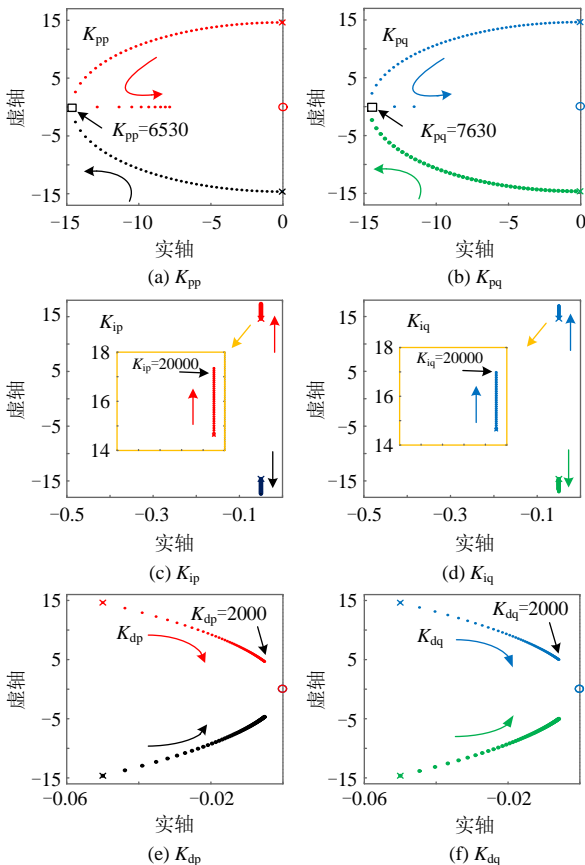 15
K_pp
5
虚轴
−5
K_pp=6530
−15
−15
−10
−5
0
实轴
(a) K_pp
15
K_pq
5
虚轴
−5
K_pq=7630
−15
−15
−10
−5
0
实轴
(b) K_pq
15
K_ip
5
18
K_ip=20000
16
14
虚轴
−5
−15
−0.5
−0.3
−0.1
实轴
(c) K_ip
15
K_iq
5
18
K_iq=20000
16
14
虚轴
−5
−15
−0.5
−0.3
−0.1
实轴
(d) K_iq
15
K_dp=2000
K_dp
5
虚轴
−5
−15
−0.06
−0.02
实轴
(e) K_dp
15
K_dq=2000
K_dq
5
虚轴
−5
−15
−0.06
−0.02
实轴
(f) K_dq